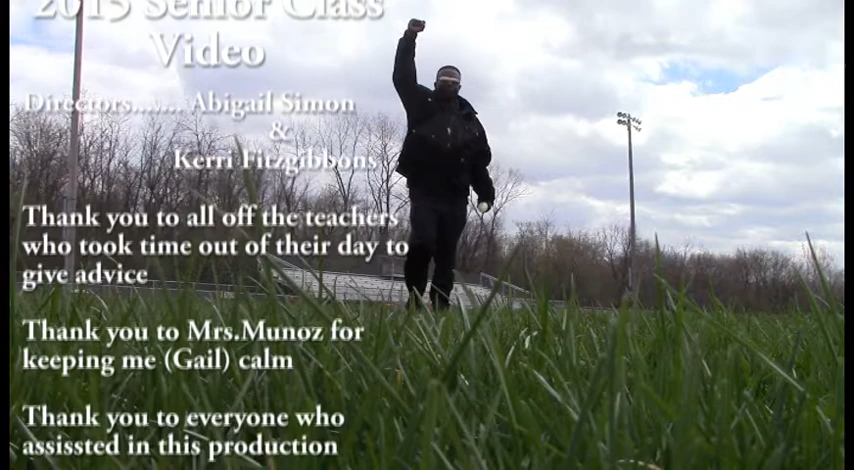 2015 Senior Class
Video
Directors....... Abigail Simon
&
Kerri Fitzgibbons
Thank you to all off the teachers
who took time out of their day to
give advice
Thank you to Mrs.Munoz for
keeping me (Gail) calm
Thank you to everyone who
assissted in this production